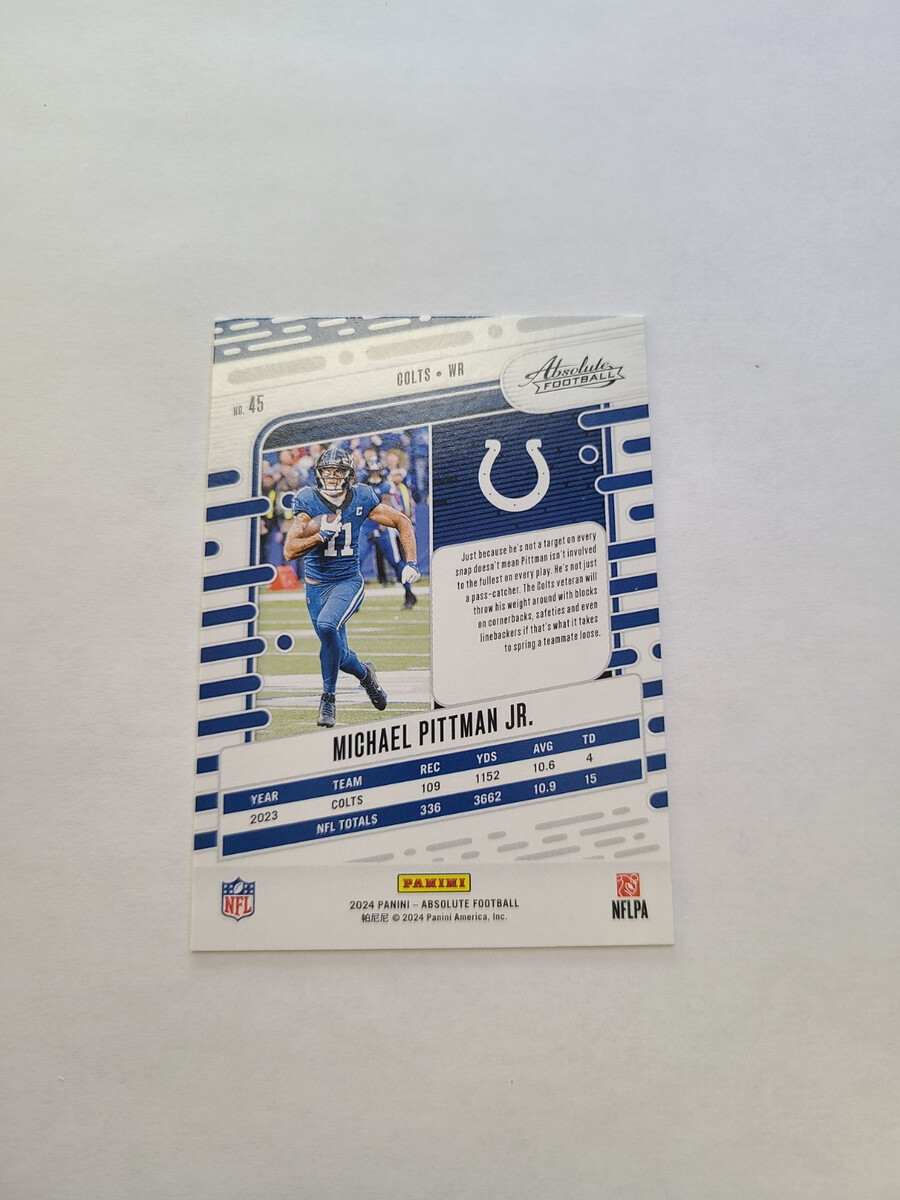 COLTS • WR
Absolute
FOOTBALL
NO. 45
C
11
Just because he's not a target on every
snap doesn't mean Pittman isn't involved
to the fullest on every play. He's not just
a pass-catcher. The Colts veteran will
throw his weight around with blocks
on cornerbacks, safeties and even
linebackers if that's what it takes
to spring a teammate loose.
MICHAEL PITTMAN JR.
YEAR TEAM REC YDS AVG TD
2023 COLTS 109 1152 10.6 4
NFL TOTALS 336 3662 10.9 15
PANINI
2024 PANINI – ABSOLUTE FOOTBALL
帕尼尼 © 2024 Panini America, Inc.
NFL
NFLPA